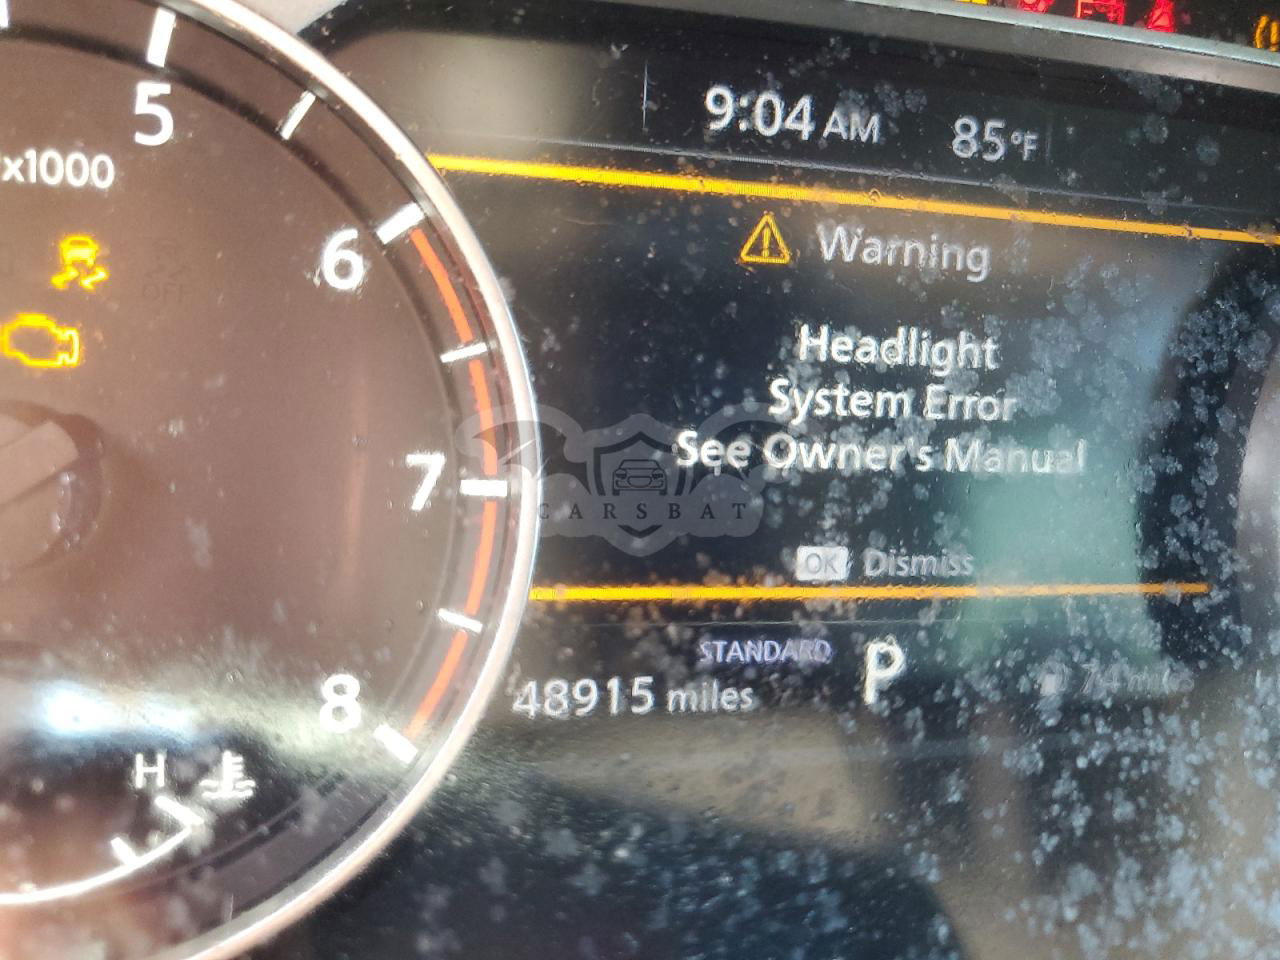 5
x1000
6
7
8
H
9:04 AM 85°F
Warning
Headlight
System Error
See Owner's Manual
OK Dismiss
STANDARD P
48915 miles
CARSBAT